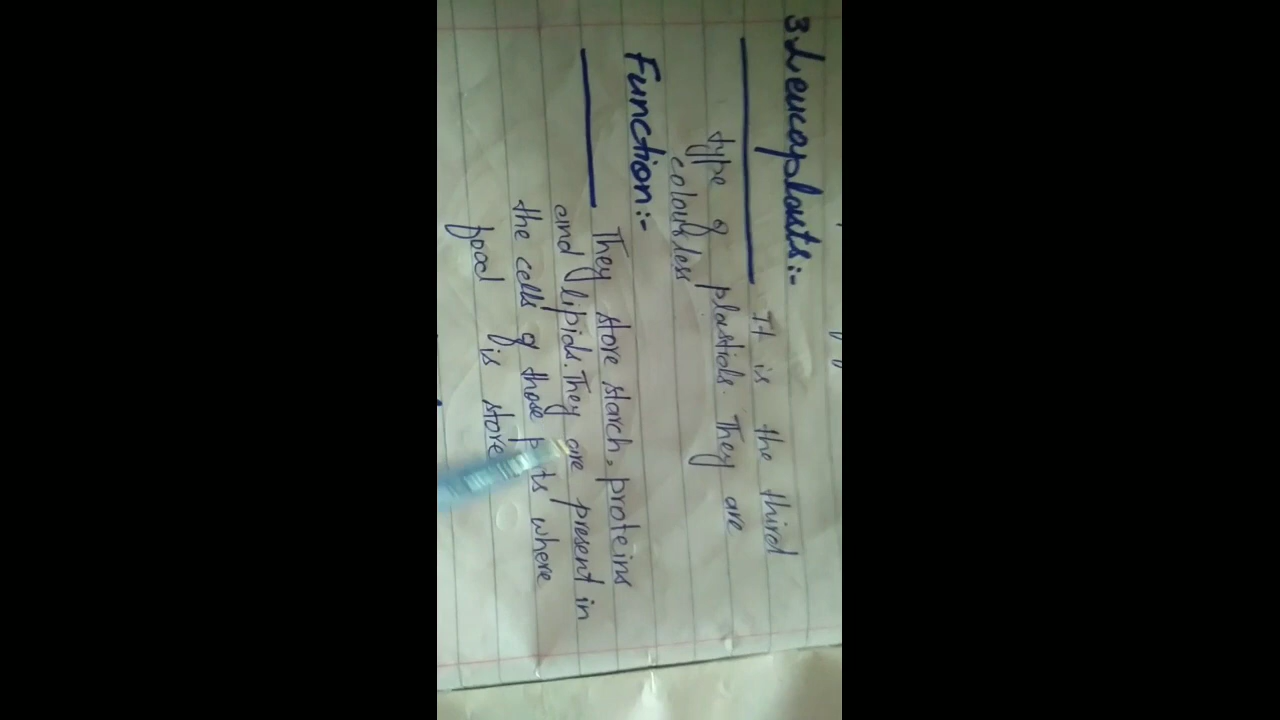 3. Leucoplasts:-
It is the third
type of plastids. They are
colourless
Function:-
They store starch, proteins
and lipids. They are present in
the cells of those where
food is store